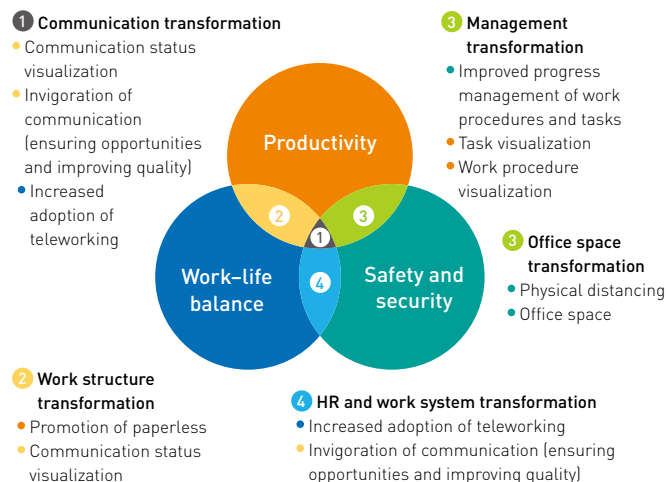 1 Communication transformation
• Communication status
visualization
• Invigoration of
communication
(ensuring opportunities
and improving quality)
• Increased
adoption of
teleworking
3 Management
transformation
• Improved progress
management of work
procedures and tasks
• Task visualization
• Work procedure
visualization
Productivity
2
3
1
4
Work–life
balance
Safety and
security
3 Office space
transformation
• Physical distancing
• Office space
2 Work structure
transformation
• Promotion of paperless
• Communication status
visualization
4 HR and work system transformation
• Increased adoption of teleworking
• Invigoration of communication (ensuring
opportunities and improving quality)